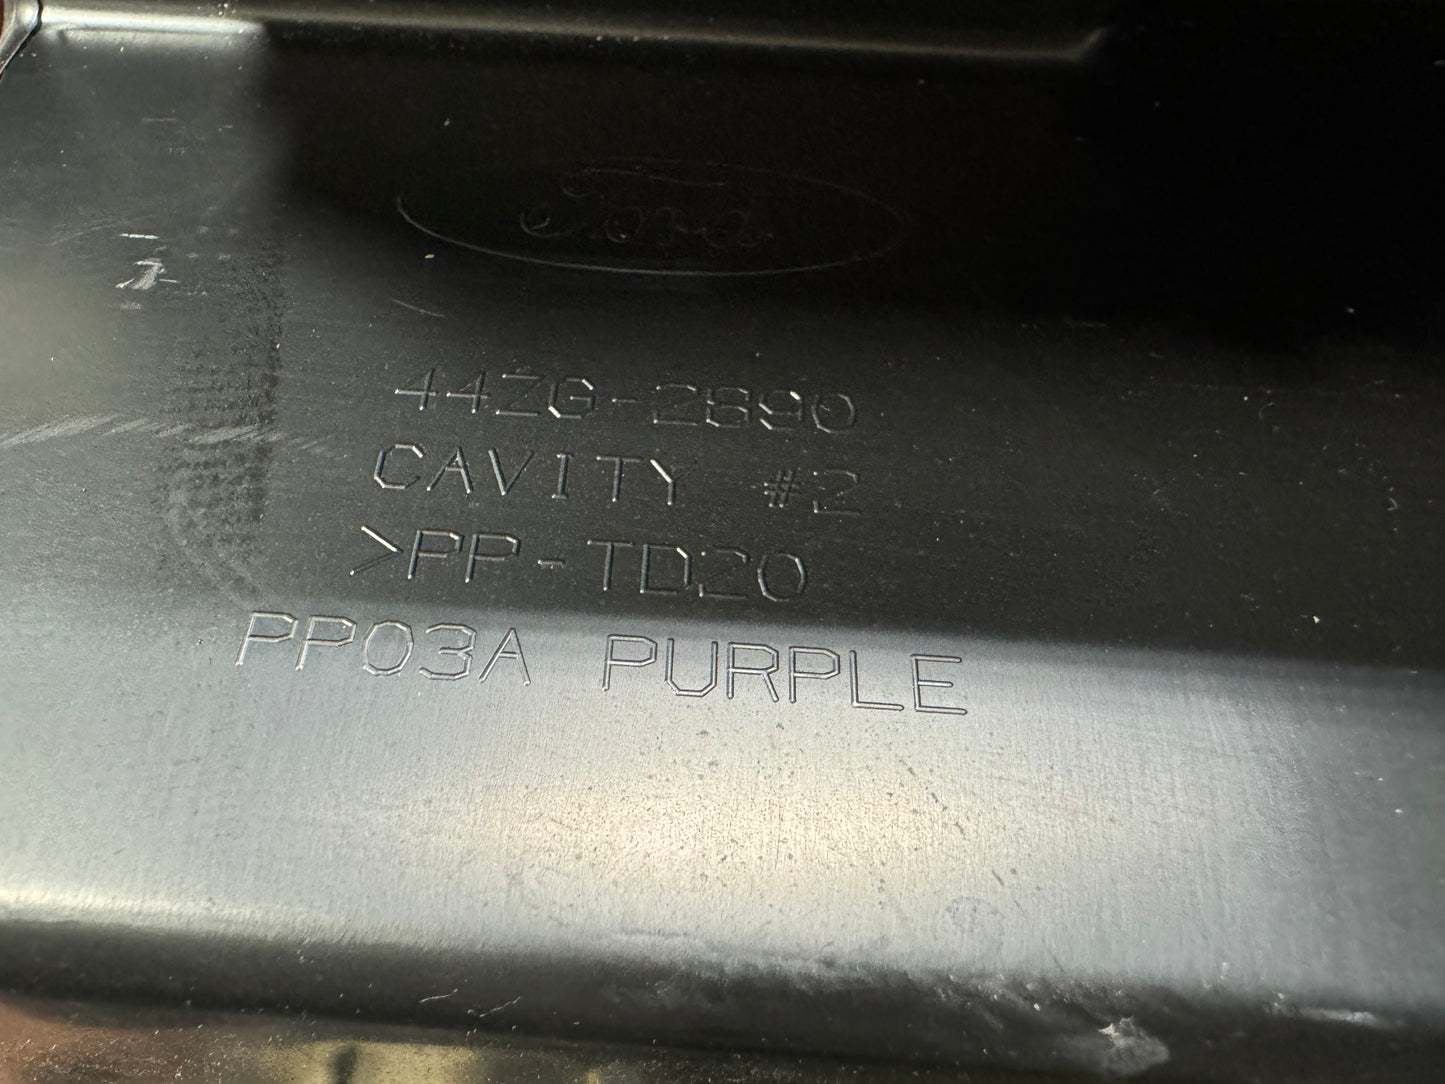 Ford
44ZG-2890
CAVITY #2
>PP-TD20
PP03A PURPLE